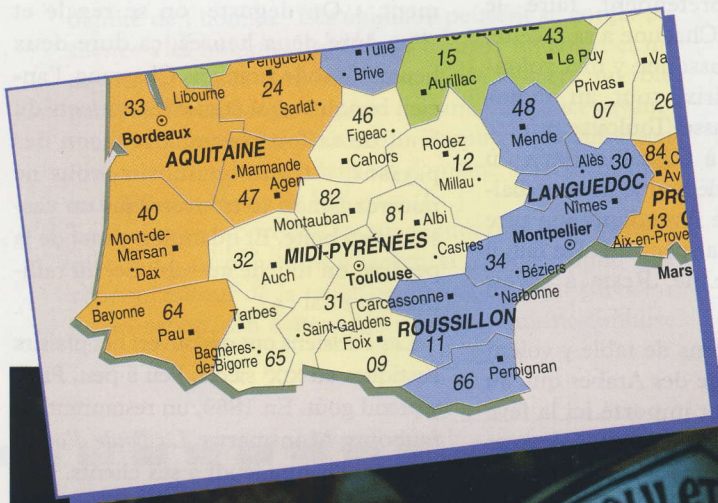 AUVERGNE
43
Tulle
15
Le Puy
Périgueux
Brive
Aurillac
Privas
24
33
Libourne
48
07
26
Sarlat
46
Bordeaux
Figeac
Mende
Rodez
AQUITAINE
Cahors
12
Alès
30
84
Marmande
Millau
LANGUEDOC
47
Agen
82
Nîmes
40
Montauban
81
Albi
13
Mont-de-
Marsan
MIDI-PYRÉNÉES
Montpellier
Aix-en-Prove
32
Castres
Dax
Auch
Toulouse
34
Béziers
Mars
31
Carcassonne
Narbonne
Bayonne
64
Tarbes
Saint-Gaudens
ROUSSILLON
Pau
Foix
11
Bagnères-
de-Bigorre
65
09
66
Perpignan